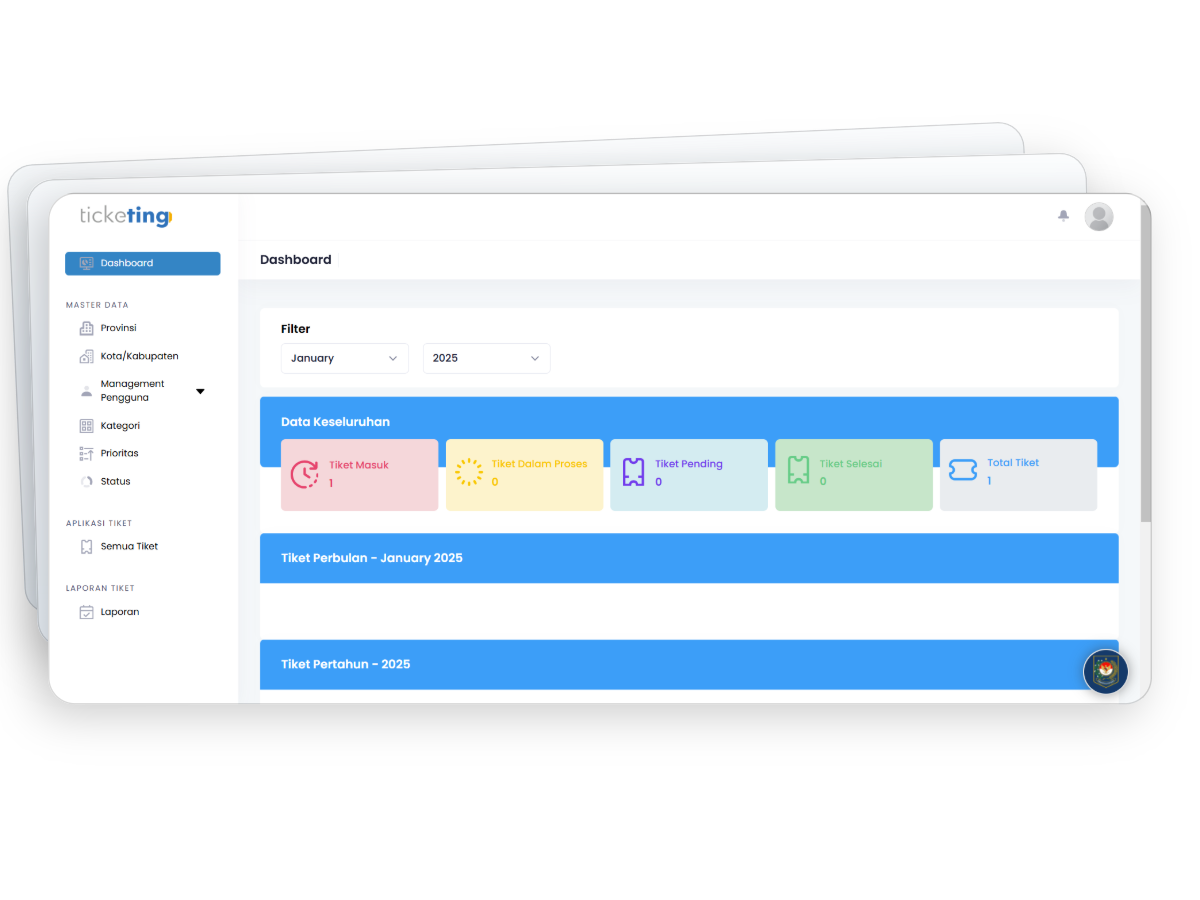 ticketing
Dashboard
MASTER DATA
Provinsi
Kota/Kabupaten
Management
Pengguna
Kategori
Prioritas
Status
APLIKASI TIKET
Semua Tiket
LAPORAN TIKET
Laporan
Dashboard
Filter
January
2025
Data Keseluruhan
Tiket Masuk
1
Tiket Dalam Proses
0
Tiket Pending
0
Tiket Selesai
0
Total Tiket
1
Tiket Perbulan - January 2025
Tiket Pertahun - 2025